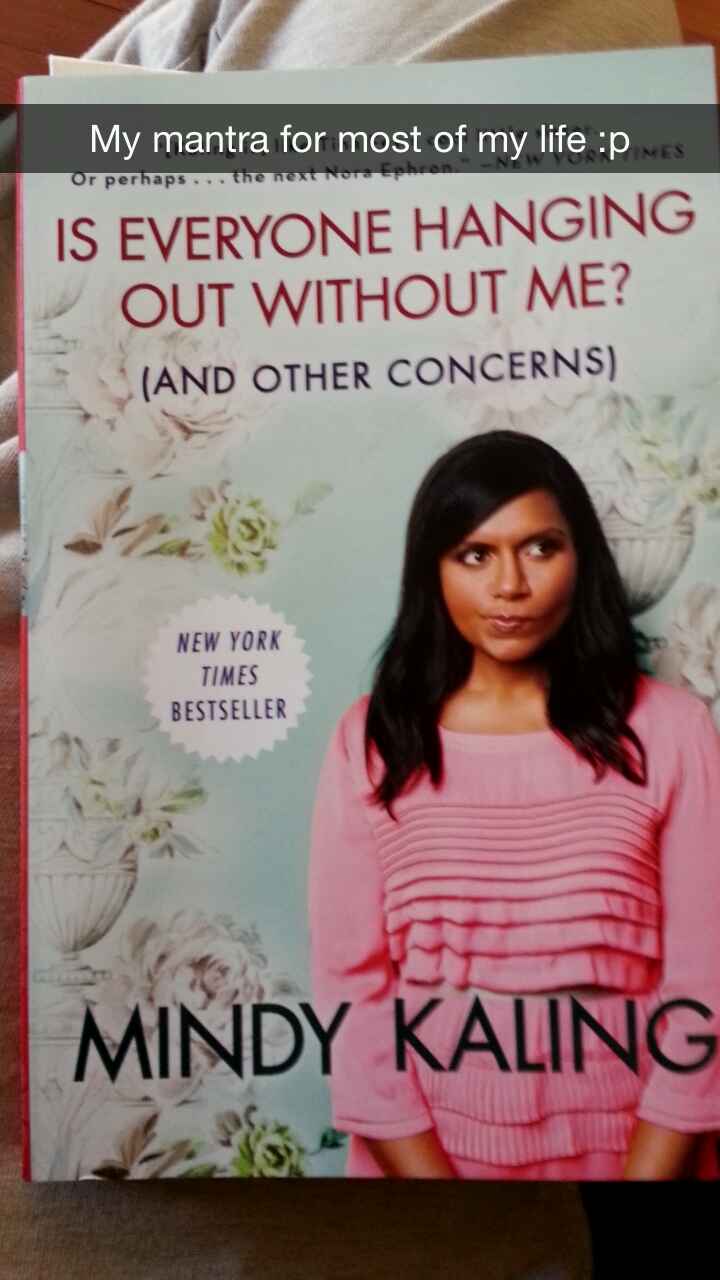 My mantra for most of my life :p
Or perhaps . . . the next Nora Ephron." —NEW YORK TIMES
IS EVERYONE HANGING
OUT WITHOUT ME?
(AND OTHER CONCERNS)
NEW YORK
TIMES
BESTSELLER
MINDY KALING